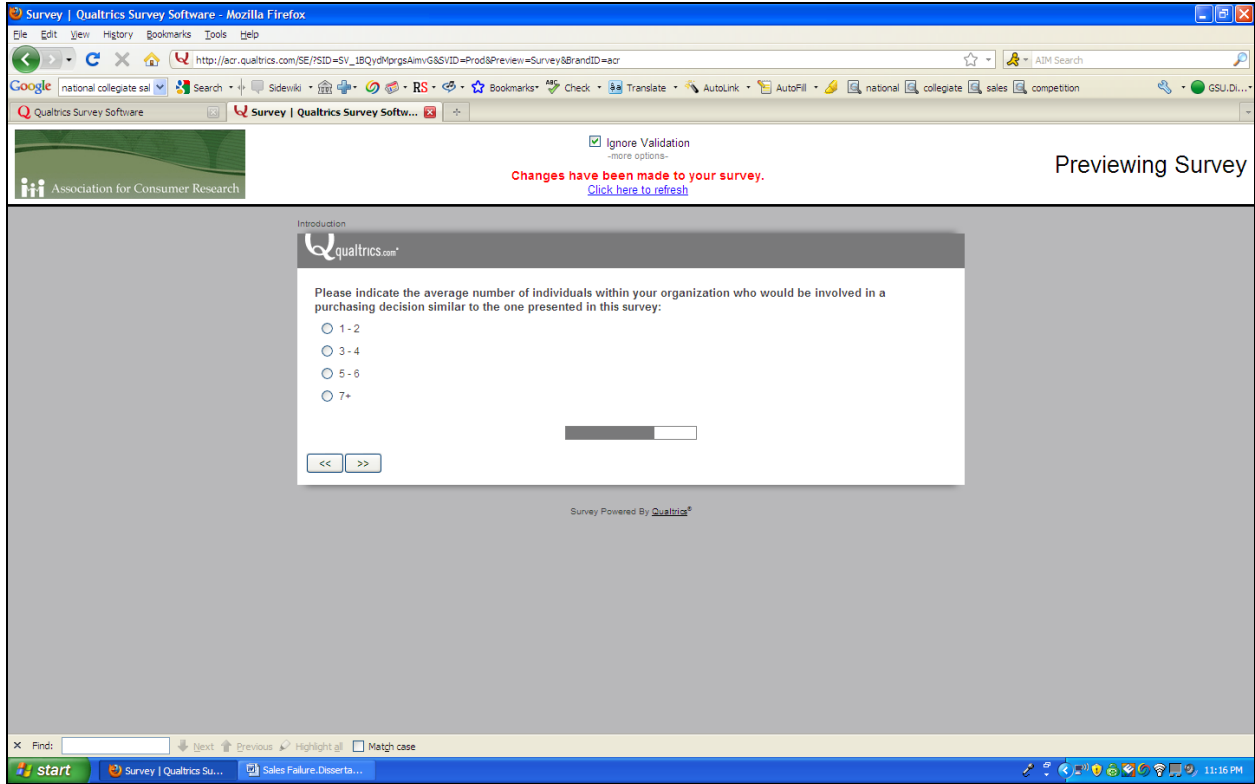 Survey | Qualtrics Survey Software - Mozilla Firefox
File Edit View History Bookmarks Tools Help
http://acr.qualtrics.com/SE/?SID=SV_1BQydMprgsAimvG&SVID=Prod&Preview=Survey&BrandID=acr AIM Search
Google national collegiate sal Search Sidewiki RS Bookmarks Check Translate AutoLink AutoFill national collegiate sales competition GSU.Di...
Qualtrics Survey Software Survey | Qualtrics Survey Softw...
Ignore Validation
-more options-
Changes have been made to your survey.
Click here to refresh
Previewing Survey
Association for Consumer Research
Introduction
qualtrics.com
Please indicate the average number of individuals within your organization who would be involved in a
purchasing decision similar to the one presented in this survey:
1 - 2
3 - 4
5 - 6
7+
<< >>
Survey Powered By Qualtrics®
× Find: Next Previous Highlight all Match case
start Survey | Qualtrics Su... Sales Failure.Disserta... 11:16 PM